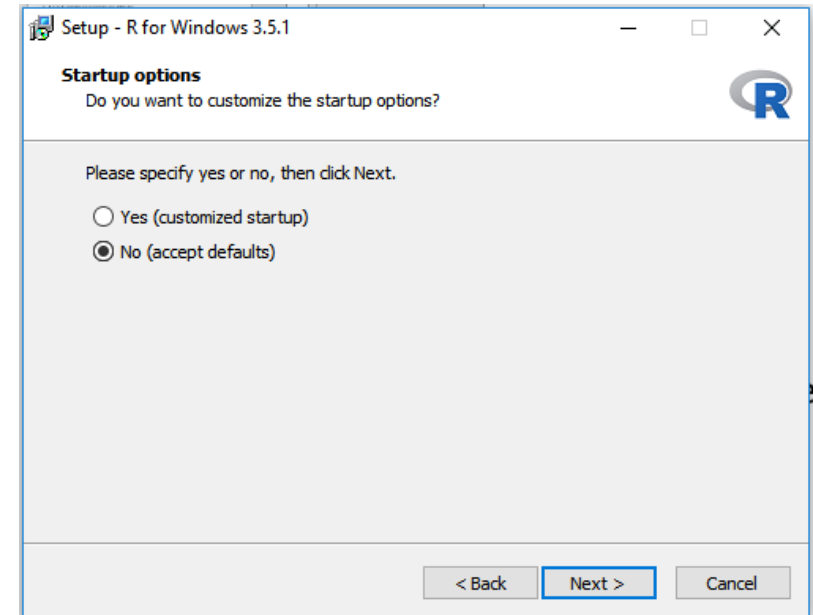 Setup - R for Windows 3.5.1
Startup options
Do you want to customize the startup options?
R
Please specify yes or no, then click Next.
Yes (customized startup)
No (accept defaults)
< Back
Next >
Cancel